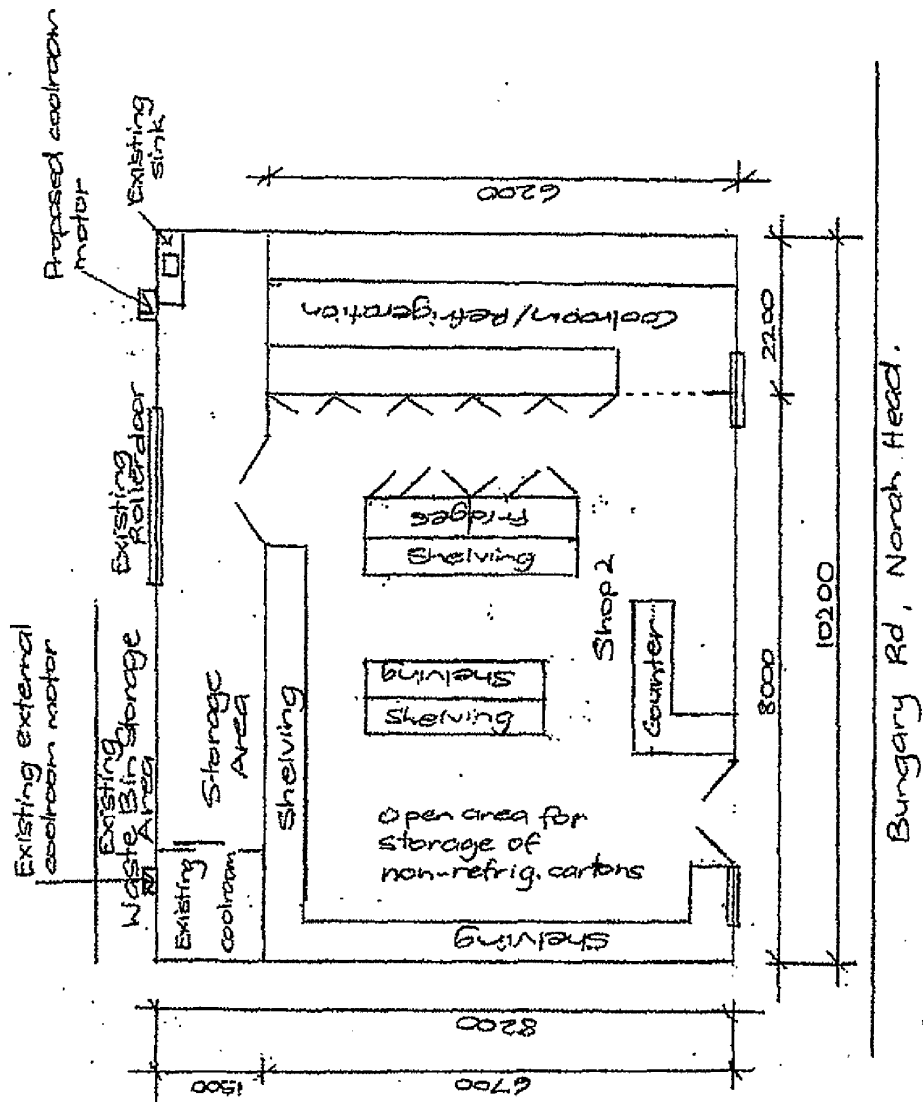 Existing external
coolroom motor
Existing
Waste Bin Storage
Area
Existing
Rollerdoor
Proposed coolroom
motor
Existing
sink
Existing
coolroom
Storage
Area
Shelving
Coolroom/Refrigeration
Fridges
Shelving
Shelving
Shelving
Shop 2
Counter
Open area for
storage of
non-refrig. cartons
Shelving
1500
6700
8200
6200
8000
2200
10200
Bungary Rd, Norah Head.